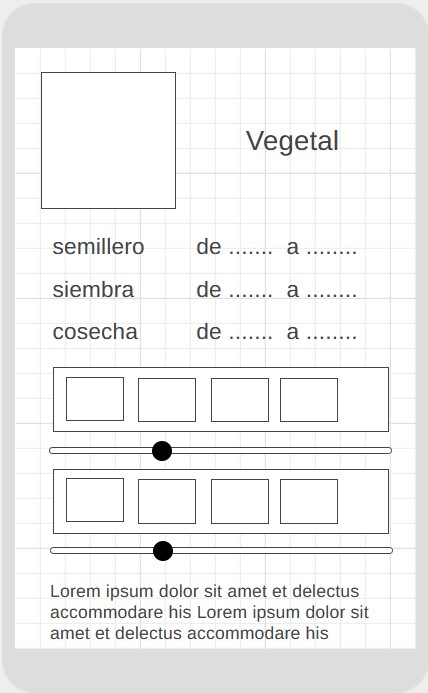 Vegetal
semillero de ....... a ........
siembra de ....... a ........
cosecha de ....... a ........
Lorem ipsum dolor sit amet et delectus
accommodare his Lorem ipsum dolor sit
amet et delectus accommodare his